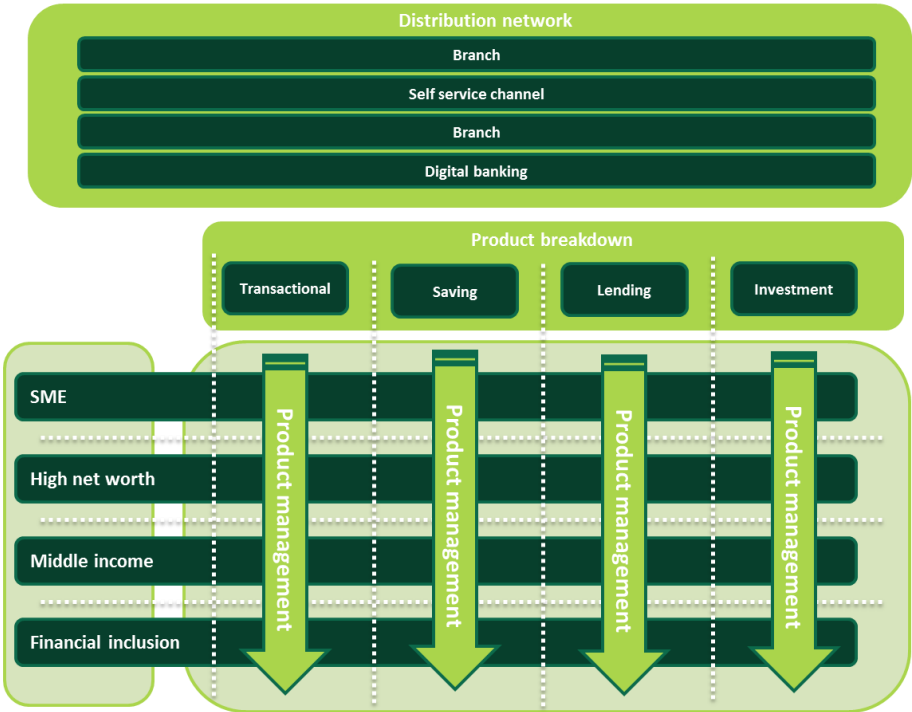 Distribution network
Branch
Self service channel
Branch
Digital banking
Product breakdown
Transactional
Saving
Lending
Investment
SME
High net worth
Middle income
Financial inclusion
Product management
Product management
Product management
Product management